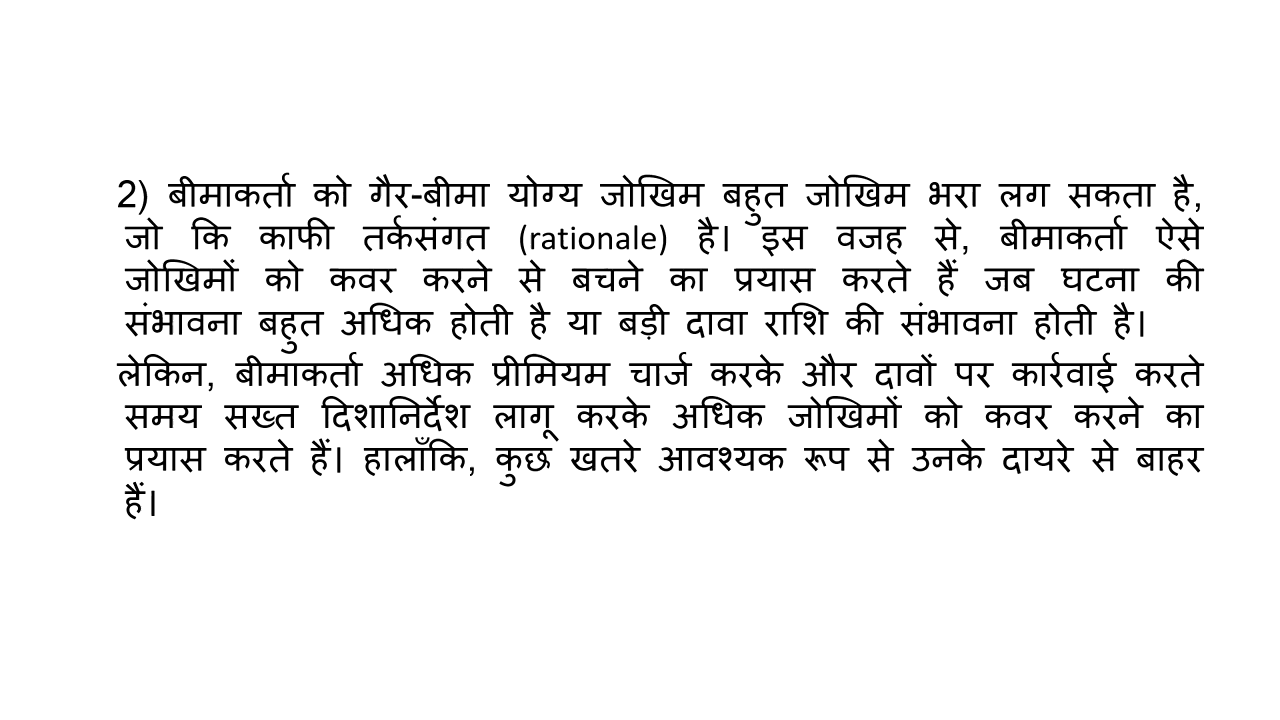 2) बीमाकर्ता को गैर-बीमा योग्य जोखिम बहुत जोखिम भरा लग सकता है,
जो कि काफी तर्कसंगत (rationale) है। इस वजह से, बीमाकर्ता ऐसे
जोखिमों को कवर करने से बचने का प्रयास करते हैं जब घटना की
संभावना बहुत अधिक होती है या बड़ी दावा राशि की संभावना होती है।
लेकिन, बीमाकर्ता अधिक प्रीमियम चार्ज करके और दावों पर कार्रवाई करते
समय सख्त दिशानिर्देश लागू करके अधिक जोखिमों को कवर करने का
प्रयास करते हैं। हालाँकि, कुछ खतरे आवश्यक रूप से उनके दायरे से बाहर
हैं।